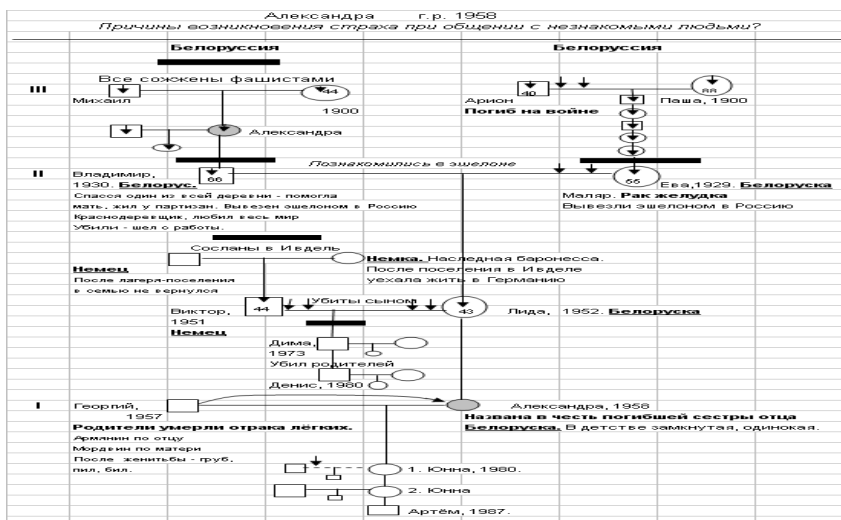 Александра г.р. 1958
Причины возникновения страха при общении с незнакомыми людьми?
Белоруссия Белоруссия
Все сожжены фашистами
III 44 40 88
Михаил Арион Паша, 1900
1900 Погиб на войне
Александра
Познакомились в эшелоне
II Владимир, 66 65
1930. Белорус. Ева,1929. Белоруска
Спасся один из всей деревни - помогла Маляр. Рак желудка
мать, жил у партизан. Вывезен эшелоном в Россию Вывезли эшелоном в Россию
Краснодеревщик, любил весь мир
Убили - шел с работы.
Сосланы в Ивдель
Немка. Наследная баронесса.
Немец После поселения в Ивделе
После лагеря-поселения уехала жить в Германию
в семью не вернулся
Убиты сыном
Виктор, 44 43 Лида, 1952. Белоруска
1951
Немец
Дима,
1973
Убил родителей
Денис, 1980
I Георгий, Александра, 1958
1957 Названа в честь погибшей сестры отца
Родители умерли отрака лёгких. Белоруска. В детстве замкнутая, одинокая.
Армянин по отцу
Мордвин по матери
После женитьбы - груб,
пил, бил. 1. Юнна, 1980.
2. Юнна
Артём, 1987.